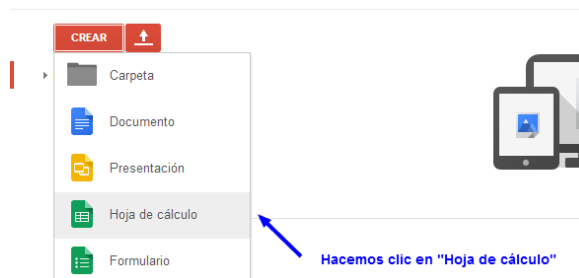 CREAR
Carpeta
Documento
Presentación
Hoja de cálculo
Formulario
Hacemos clic en "Hoja de cálculo"